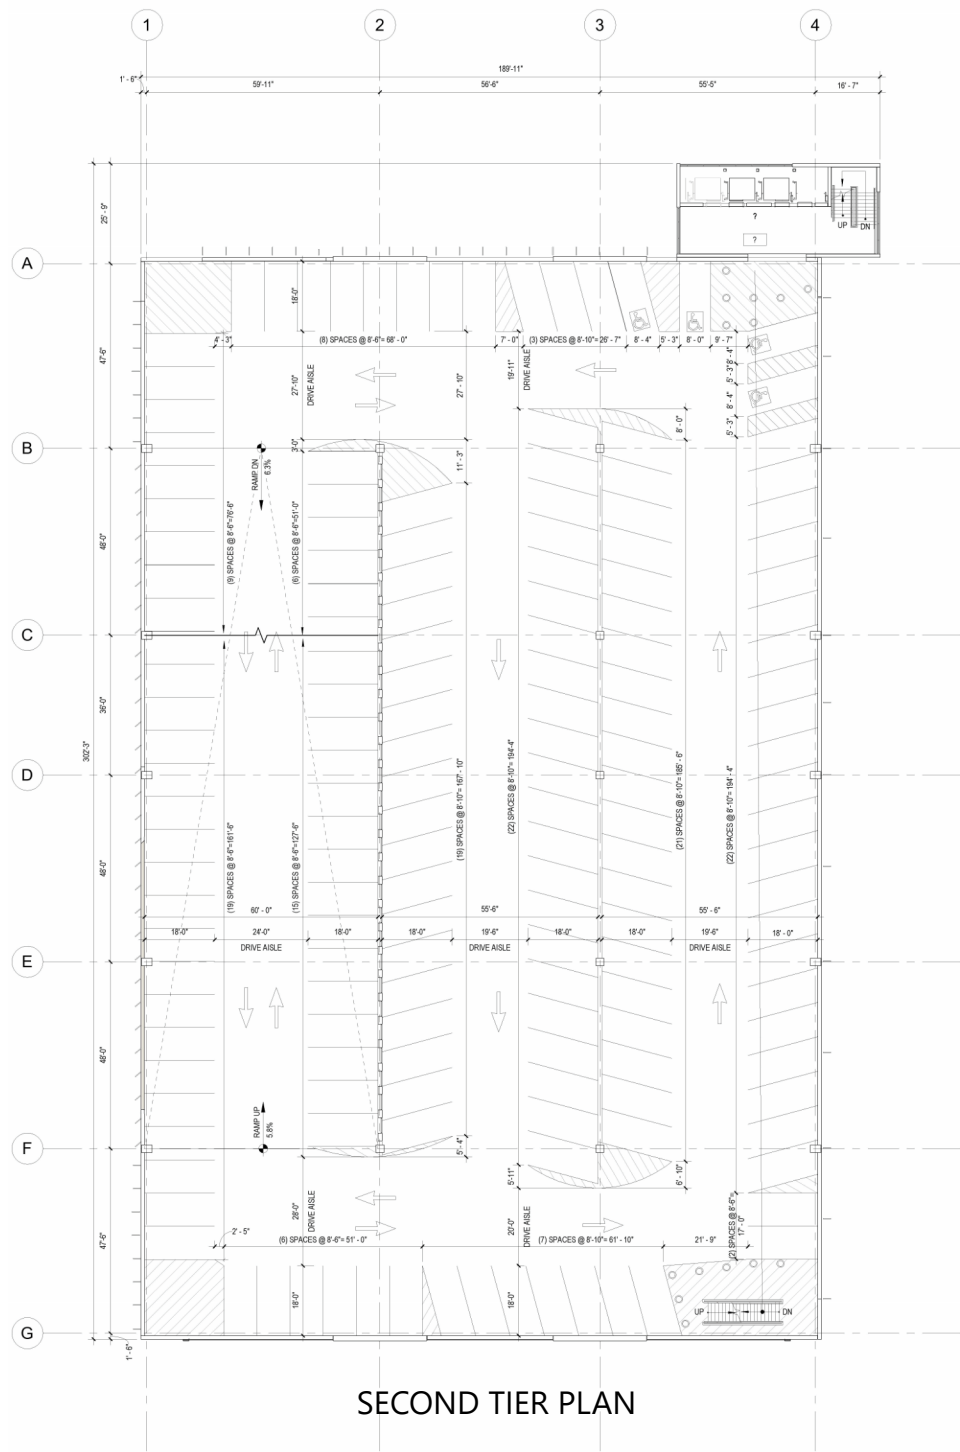 1 2 3 4
189'-11"
1' - 6" 59'-11" 56'-6" 55'-5" 16' - 7"
25' - 9"
?
?
UP DN
A
18'-0"
4' - 3" (8) SPACES @ 8'-6"= 68' - 0" 7' - 0" (3) SPACES @ 8'-10"= 26' - 7" 8' - 4" 5' - 3" 8' - 0" 9' - 7"
47'-6"
27'-10"
DRIVE AISLE
27' - 10"
19'-11"
DRIVE AISLE
8' - 4"
5' - 3"
8' - 4"
5' - 3"
8' - 0"
B
3'-0"
11' - 3"
RAMP DN
6.3%
48'-0"
(9) SPACES @ 8'-6"=76'-6"
(6) SPACES @ 8'-6"=51'-0"
C
36'-0"
302'-3"
D
(19) SPACES @ 8'-10"= 167' - 10"
(22) SPACES @ 8'-10"= 194'-4"
(21) SPACES @ 8'-10"= 185' - 6"
(22) SPACES @ 8'-10"= 194' - 4"
48'-0"
(19) SPACES @ 8'-6"=161'-6"
(15) SPACES @ 8'-6"=127'-6"
60' - 0" 55'-6" 55' - 6"
18'-0" 24'-0" 18'-0" 18'-0" 19'-6" 18'-0" 18'-0" 19'-6" 18' - 0"
DRIVE AISLE DRIVE AISLE DRIVE AISLE
E
48'-0"
RAMP UP
5.8%
F
5' - 4"
5'-11"
6' - 10"
28'-0"
DRIVE AISLE
20'-0"
DRIVE AISLE
(2) SPACES @ 8'-6"=
17' - 0"
47'-6"
2' - 5"
(6) SPACES @ 8'-6"= 51' - 0" (7) SPACES @ 8'-10"= 61' - 10" 21' - 9"
18'-0"
18'-0"
UP DN
G
1' - 6"
SECOND TIER PLAN